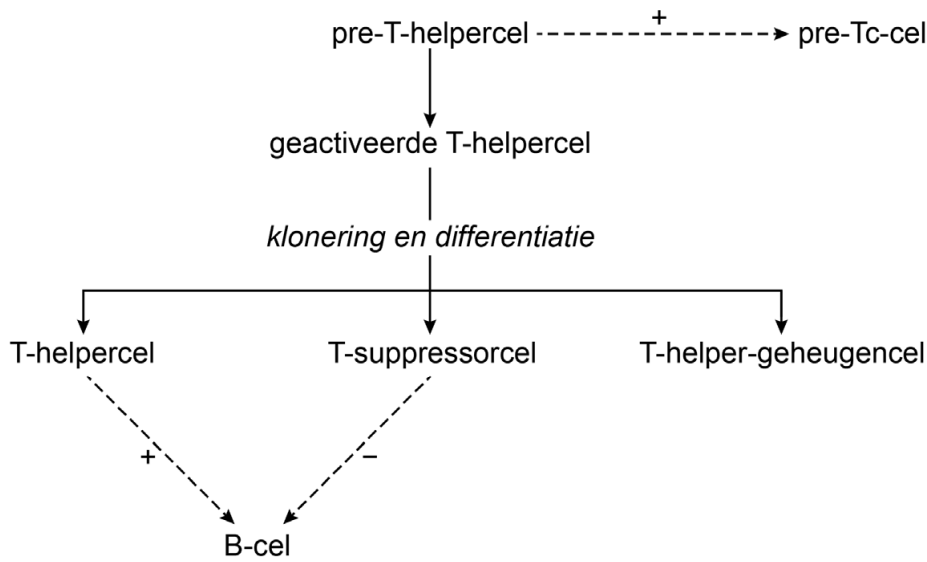 pre-T-helpercel + pre-Tc-cel
geactiveerde T-helpercel
klonering en differentiatie
T-helpercel T-suppressorcel T-helper-geheugencel
+ −
B-cel